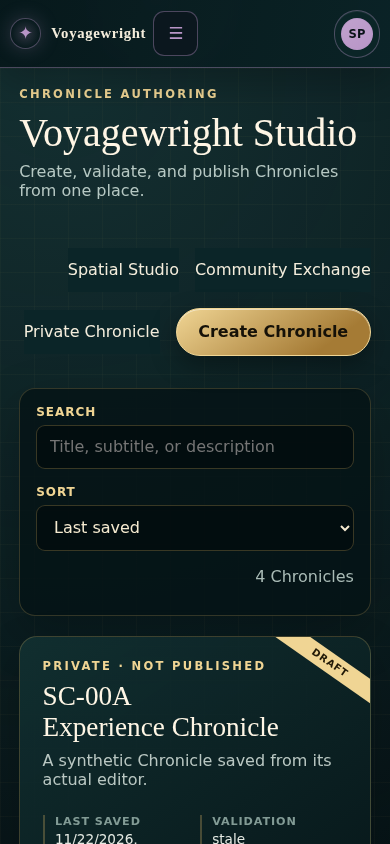 Voyagewright
☰
SP
CHRONICLE AUTHORING
Voyagewright Studio
Create, validate, and publish Chronicles
from one place.
Spatial Studio
Community Exchange
Private Chronicle
Create Chronicle
SEARCH
Title, subtitle, or description
SORT
Last saved
4 Chronicles
DRAFT
PRIVATE · NOT PUBLISHED
SC-00A
Experience Chronicle
A synthetic Chronicle saved from its
actual editor.
LAST SAVED
11/22/2026,
VALIDATION
stale